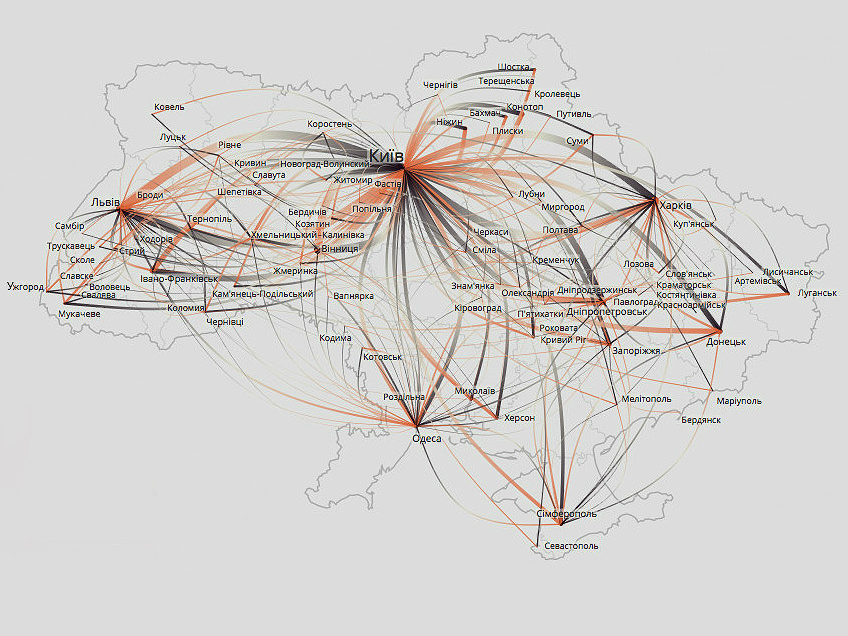 Шостка
Терещенська
Чернігів
Кролевець
Ковель
Конотоп
Бахмач
Путивль
Ніжин
Коростень
Плиски
Луцьк
Суми
Рівне
Київ
Кривин
Новоград-Волинский
Славута
Житомир
Фастів
Шепетівка
Броди
Лубни
Львів
Харків
Миргород
Попільня
Бердичів
Тернопіль
Козятин
Куп'янськ
Самбір
Полтава
Черкаси
Хмельницький
Калинівка
Ходорів
Трускавець
Стрий
Вінниця
Сміла
Сколе
Кременчук
Лозова
Жмеринка
Слов'янськ
Лисичанськ
Славске
Івано-Франківськ
Артемівськ
Ужгород
Воловець
Знам'янка
Краматорськ
Дніпродзержинськ
Олександрія
Луганськ
Свалява
Кам'янець-Подільський
Вапнярка
Костянтинівка
Павлоград
Красноармійськ
Коломия
Кіровоград
Мукачеве
П'ятихатки
Дніпропетровськ
Чернівці
Роковата
Кодима
Кривий Ріг
Донецьк
Запоріжжя
Котовськ
Миколаїв
Роздільна
Мелітополь
Маріуполь
Херсон
Бердянск
Одеса
Сімферополь
Севастополь